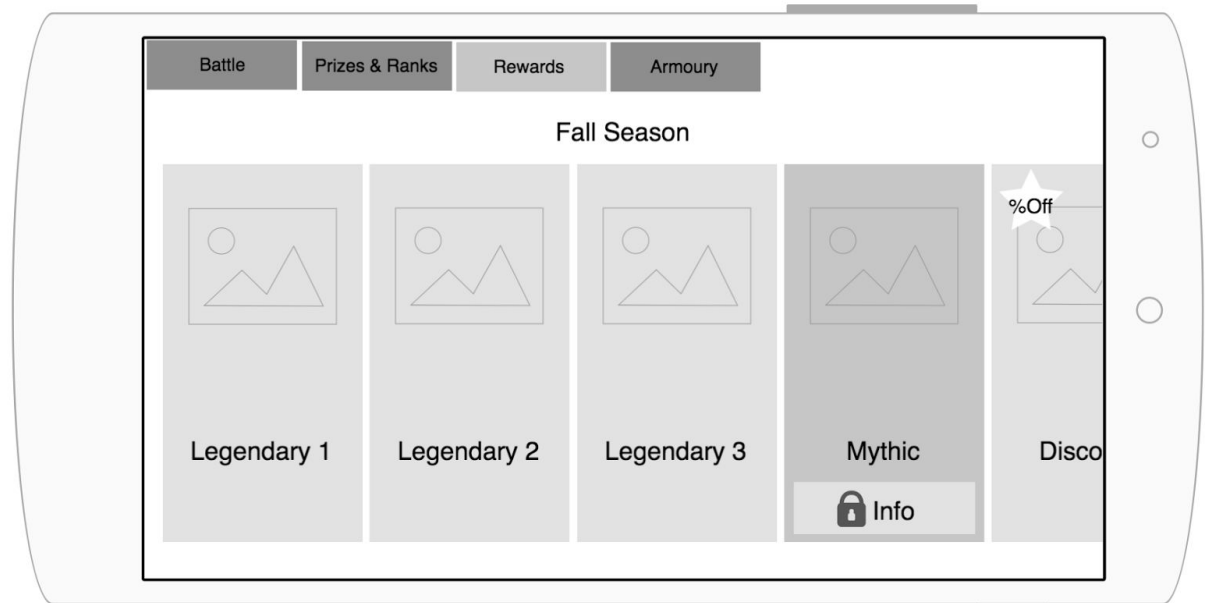 Battle
Prizes & Ranks
Rewards
Armoury
Fall Season
%Off
Legendary 1
Legendary 2
Legendary 3
Mythic
Disco
Info